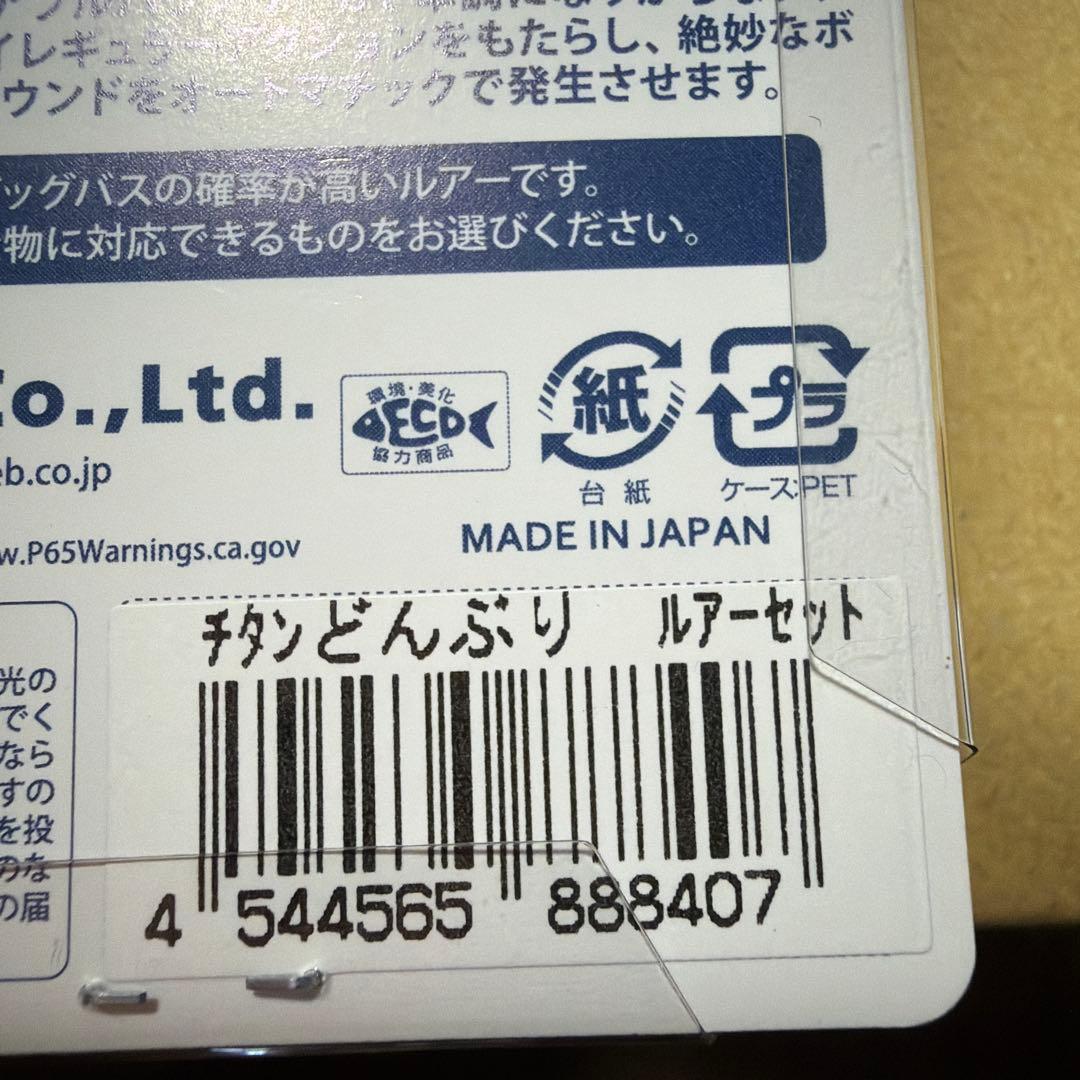 イレギュラーアクションをもたらし、絶妙なボ
ウンドをオートマチックで発生させます。
ッグバスの確率が高いルアーです。
物に対応できるものをお選びください。
Co.,Ltd.
環境・美化
ECO
協力商品
紙
プラ
eb.co.jp
台紙
ケース:PET
w.P65Warnings.ca.gov
MADE IN JAPAN
チタンどんぶり ルアーセット
光の
でく
なら
すの
を投
のな
の届
4 544565 888407